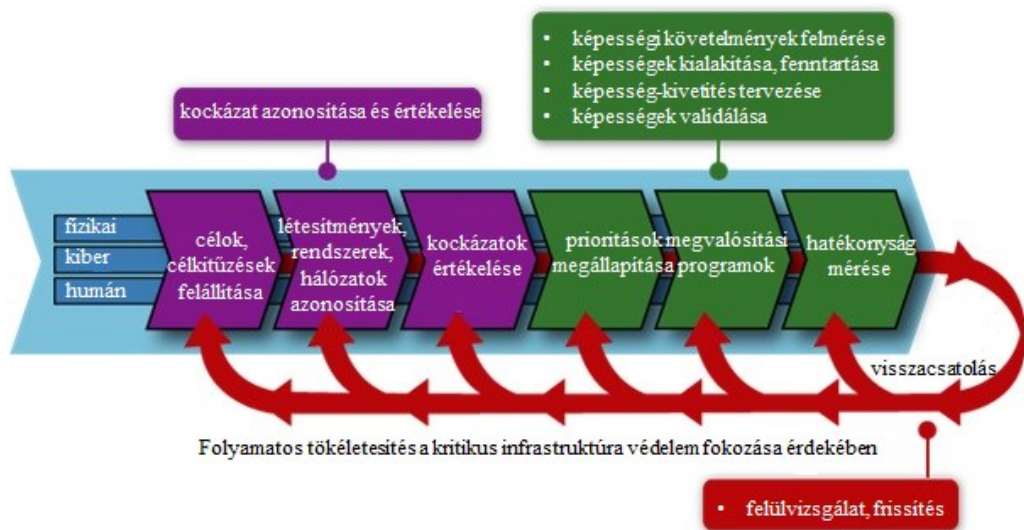 • képességi követelmények felmérése
• képességek kialakitása, fenntartása
• képesség-kivetités tervezése
• képességek validálása
kockázat azonosítása és értékelése
fizikai
kiber
humán
célok,
célkitűzések
felállítása
létesítmények,
rendszerek,
hálózatok
azonosítása
kockázatok
értékelése
prioritások
megállapítása
megvalósítási
programok
hatékonyság
mérése
visszacsatolás
Folyamatos tökéletesítés a kritikus infrastruktúra védelem fokozása érdekében
• felülvizsgálat, frissítés